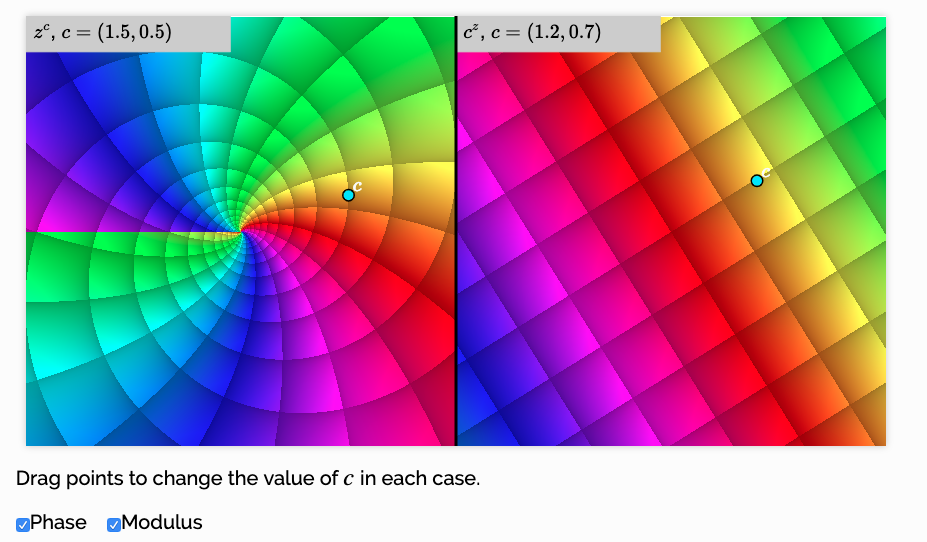 z^c, c = (1.5, 0.5)
c^z, c = (1.2, 0.7)
c
c
Drag points to change the value of c in each case.
Phase Modulus